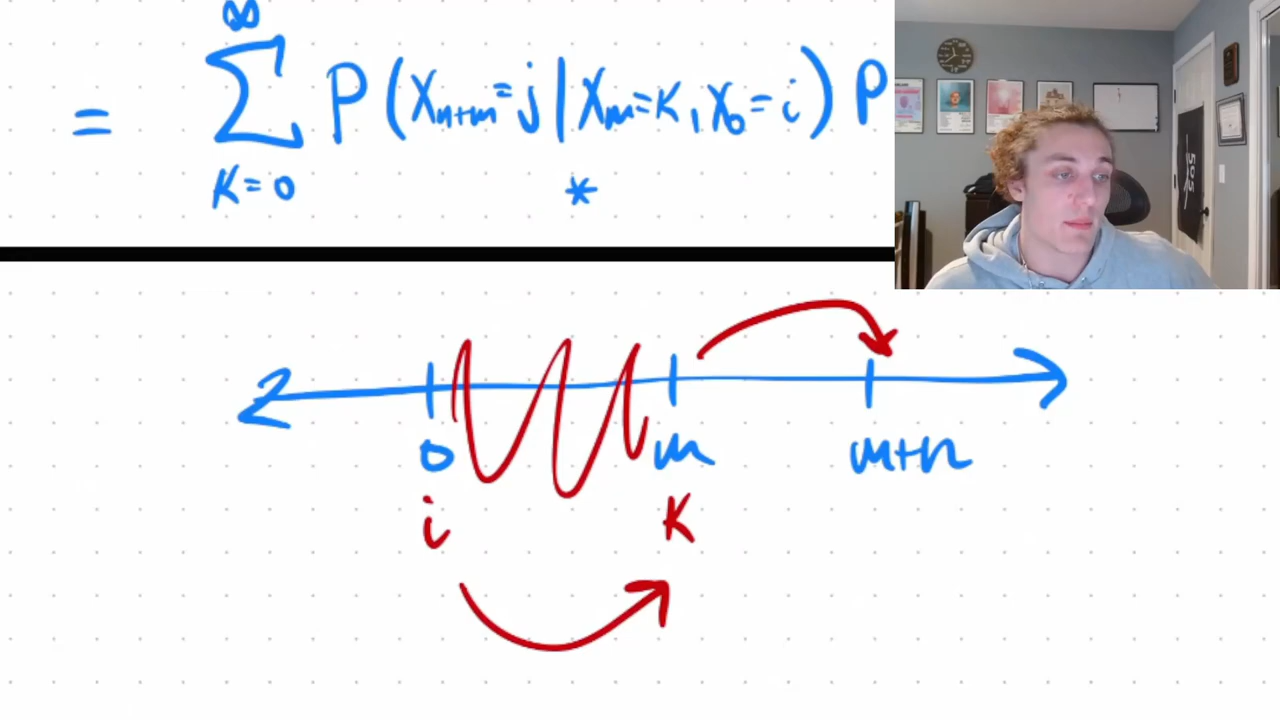 ∞
= Σ P(X_{n+m}=j|X_m=K,X_0=i) P
K=0 *
0 m m+n
i K